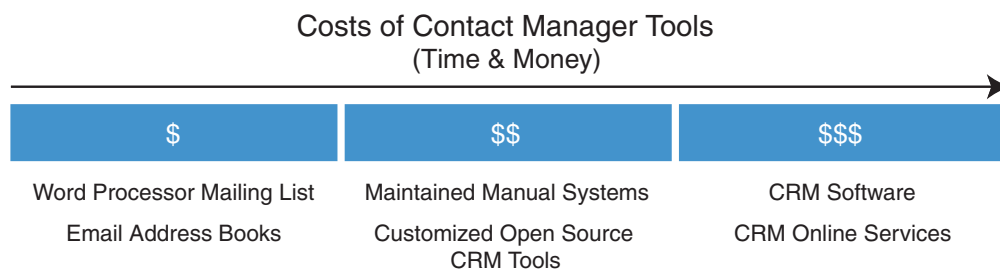 Costs of Contact Manager Tools
(Time & Money)
$
$$
$$$
Word Processor Mailing List
Maintained Manual Systems
CRM Software
Email Address Books
Customized Open Source
CRM Tools
CRM Online Services